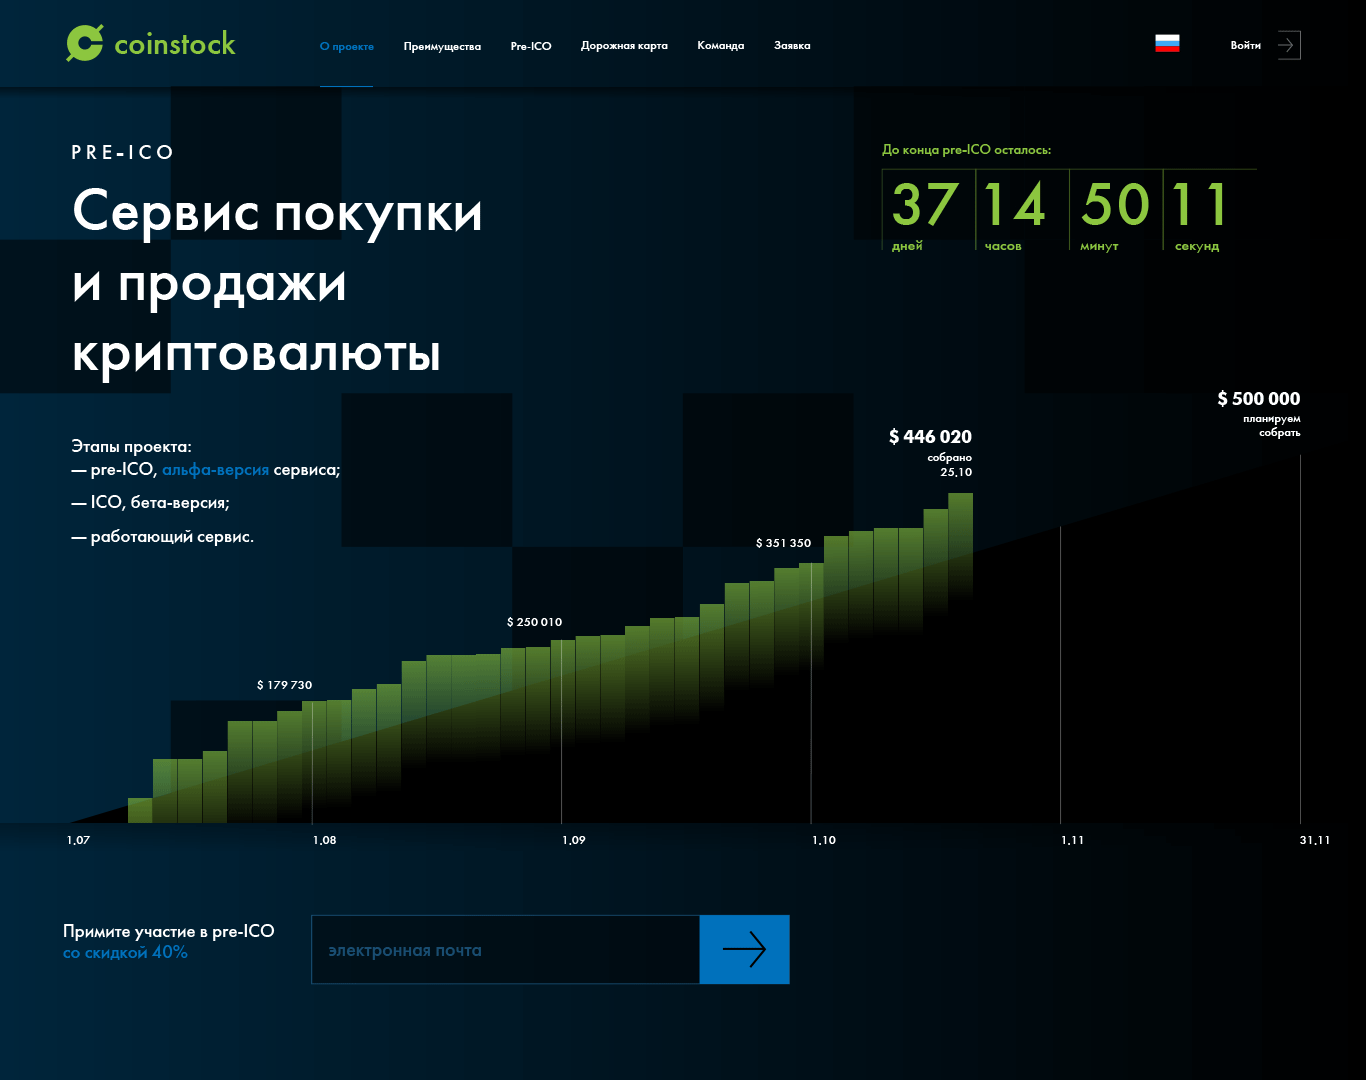 coinstock
О проекте
Преимущества
Pre-ICO
Дорожная карта
Команда
Заявка
Войти
PRE-ICO
Сервис покупки
и продажи
криптовалюты
До конца pre-ICO осталось:
37 14 50 11
дней часов минут секунд
Этапы проекта:
— pre-ICO, альфа-версия сервиса;
— ICO, бета-версия;
— работающий сервис.
$ 500 000
планируем
собрать
$ 446 020
собрано
25.10
$ 351 350
$ 250 010
$ 179 730
1.07 1.08 1.09 1.10 1.11 31.11
Примите участие в pre-ICO
со скидкой 40%
электронная почта